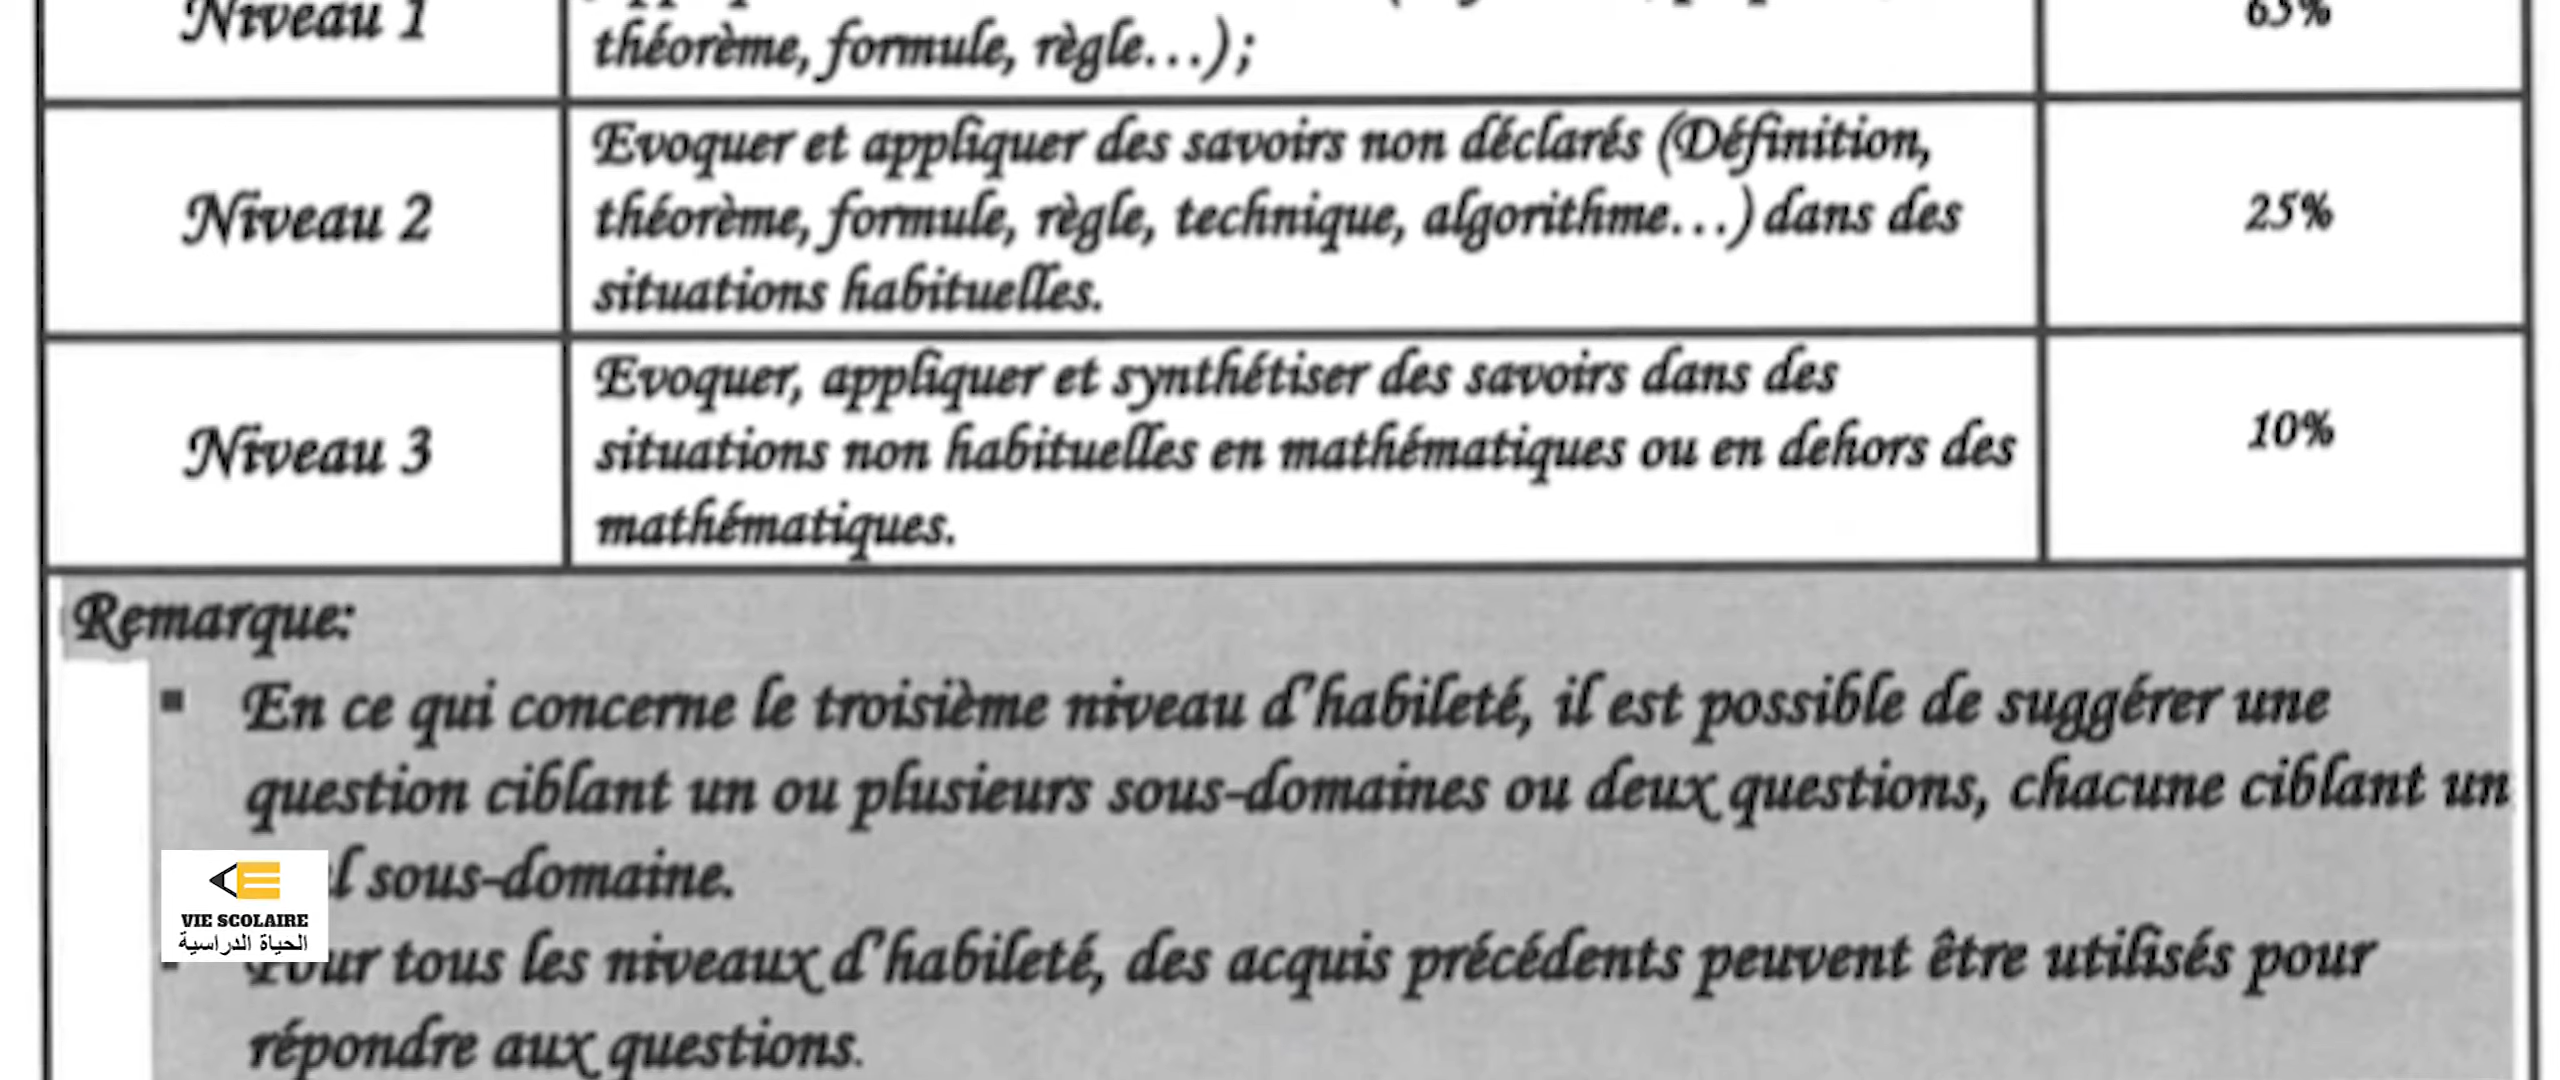 Niveau 1
théorème, formule, règle…) ;
65%
Niveau 2
Evoquer et appliquer des savoirs non déclarés (Définition,
théorème, formule, règle, technique, algorithme…) dans des
situations habituelles.
25%
Niveau 3
Evoquer, appliquer et synthétiser des savoirs dans des
situations non habituelles en mathématiques ou en dehors des
mathématiques.
10%
Remarque:
▪ En ce qui concerne le troisième niveau d'habileté, il est possible de suggérer une
question ciblant un ou plusieurs sous-domaines ou deux questions, chacune ciblant un
sous-domaine.
VIE SCOLAIRE
الحياة الدراسية
▪ Pour tous les niveaux d'habileté, des acquis précédents peuvent être utilisés pour
répondre aux questions.